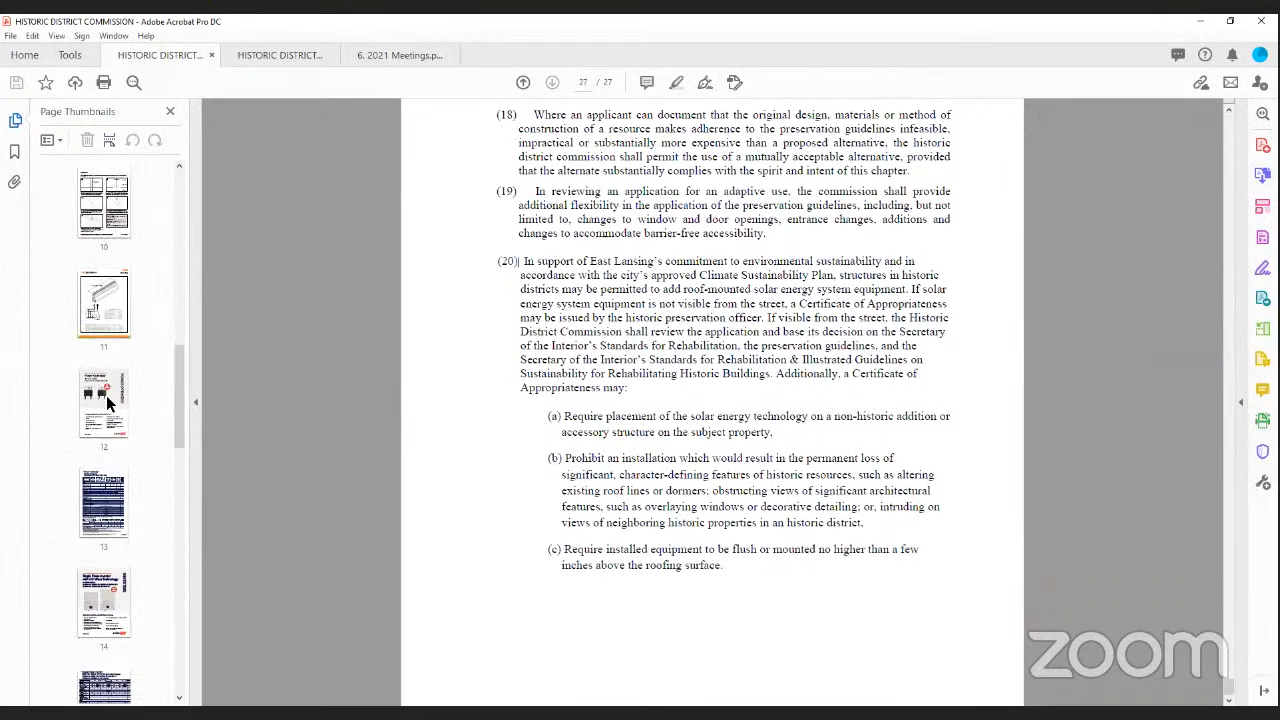 HISTORIC DISTRICT COMMISSION - Adobe Acrobat Pro DC
File Edit View Sign Window Help
Home Tools HISTORIC DISTRICT... × HISTORIC DISTRICT... 6. 2021 Meetings.p...
27 / 27
Page Thumbnails
10
11
12
13
14
(18) Where an applicant can document that the original design, materials or method of
construction of a resource makes adherence to the preservation guidelines infeasible,
impractical or substantially more expensive than a proposed alternative, the historic
district commission shall permit the use of a mutually acceptable alternative, provided
that the alternate substantially complies with the spirit and intent of this chapter.
(19) In reviewing an application for an adaptive use, the commission shall provide
additional flexibility in the application of the preservation guidelines, including, but not
limited to, changes to window and door openings, entrance changes, additions and
changes to accommodate barrier-free accessibility.
(20) In support of East Lansing's commitment to environmental sustainability and in
accordance with the city's approved Climate Sustainability Plan, structures in historic
districts may be permitted to add roof-mounted solar energy system equipment. If solar
energy system equipment is not visible from the street, a Certificate of Appropriateness
may be issued by the historic preservation officer. If visible from the street, the Historic
District Commission shall review the application and base its decision on the Secretary
of the Interior's Standards for Rehabilitation, the preservation guidelines, and the
Secretary of the Interior's Standards for Rehabilitation & Illustrated Guidelines on
Sustainability for Rehabilitating Historic Buildings. Additionally, a Certificate of
Appropriateness may:
(a) Require placement of the solar energy technology on a non-historic addition or
accessory structure on the subject property.
(b) Prohibit an installation which would result in the permanent loss of
significant, character-defining features of historic resources, such as altering
existing roof lines or dormers; obstructing views of significant architectural
features, such as overlaying windows or decorative detailing; or, intruding on
views of neighboring historic properties in an historic district,
(c) Require installed equipment to be flush or mounted no higher than a few
inches above the roofing surface.
zoom